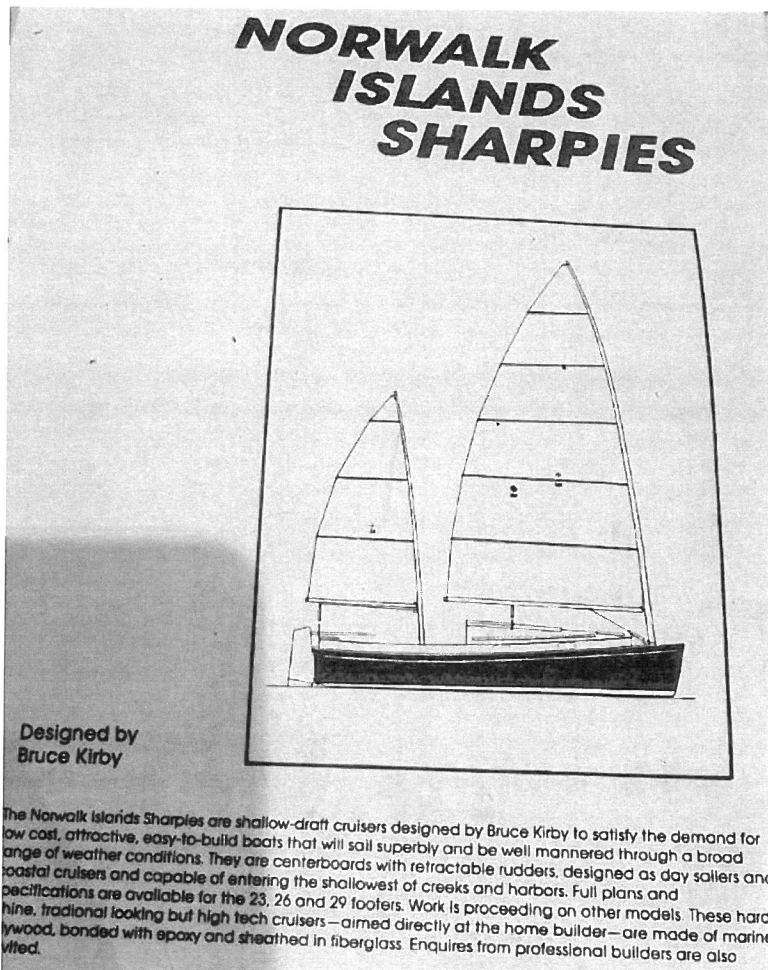 NORWALK
ISLANDS
SHARPIES
Designed by
Bruce Kirby
The Norwalk Islands Sharpies are shallow-draft cruisers designed by Bruce Kirby to satisfy the demand for
low cost, attractive, easy-to-build boats that will sail superbly and be well mannered through a broad
ange of weather conditions. They are centerboards with retractable rudders, designed as day sailers and
coastal cruisers and capable of entering the shallowest of creeks and harbors. Full plans and
pecifications are available for the 23, 26 and 29 footers. Work is proceeding on other models. These hard
hine, tradional looking but high tech cruisers—aimed directly at the home builder—are made of marine
lywood, bonded with epoxy and sheathed in fiberglass. Enquires from professional builders are also
vited.